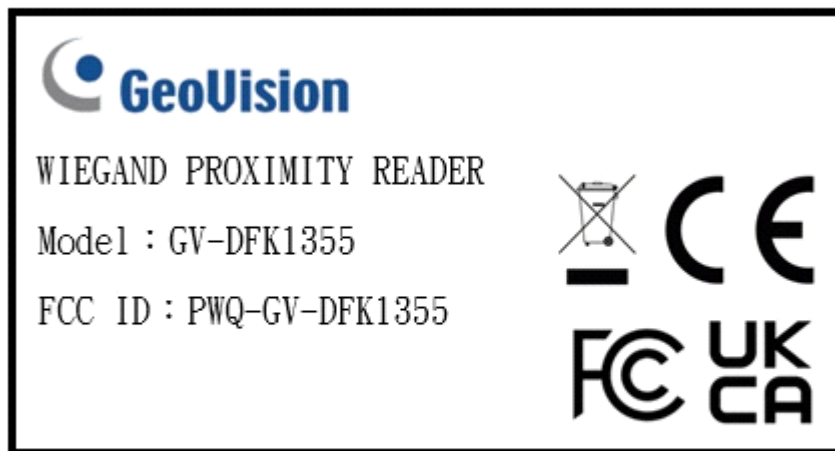 GeoVision
WIEGAND PROXIMITY READER
Model：GV-DFK1355
FCC ID：PWQ-GV-DFK1355
CE
FC
UK
CA